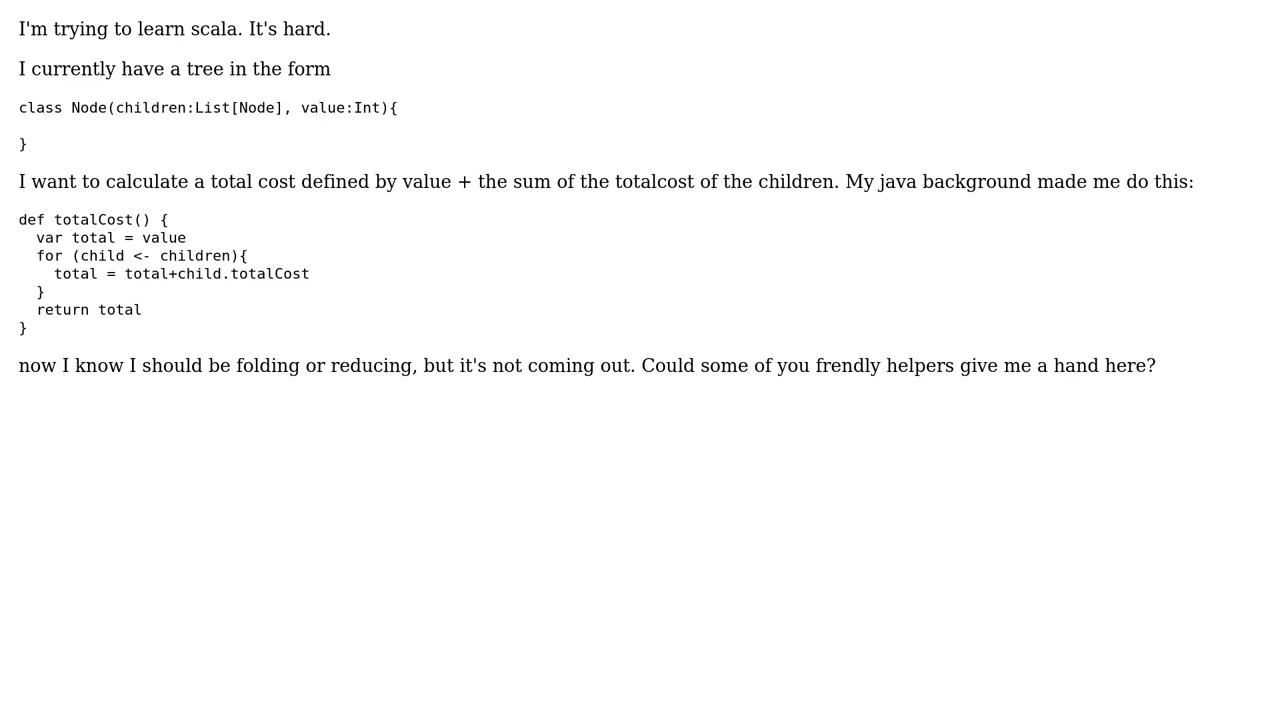 I'm trying to learn scala. It's hard.
I currently have a tree in the form
class Node(children:List[Node], value:Int){
}
I want to calculate a total cost defined by value + the sum of the totalcost of the children. My java background made me do this:
def totalCost() {
  var total = value
  for (child <- children){
    total = total+child.totalCost
  }
  return total
}
now I know I should be folding or reducing, but it's not coming out. Could some of you frendly helpers give me a hand here?